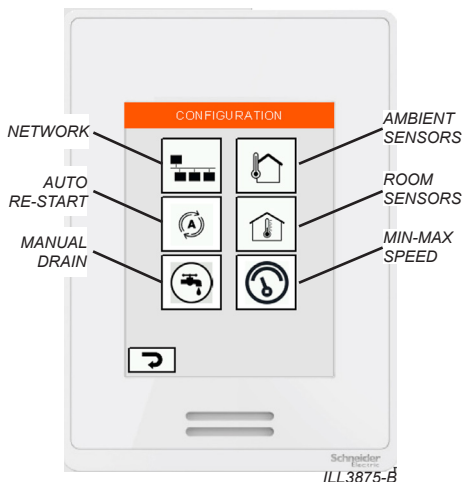 CONFIGURATION
NETWORK
AMBIENT
SENSORS
AUTO
RE-START
A
ROOM
SENSORS
MANUAL
DRAIN
MIN-MAX
SPEED
Schneider
Electric
ILL3875-B